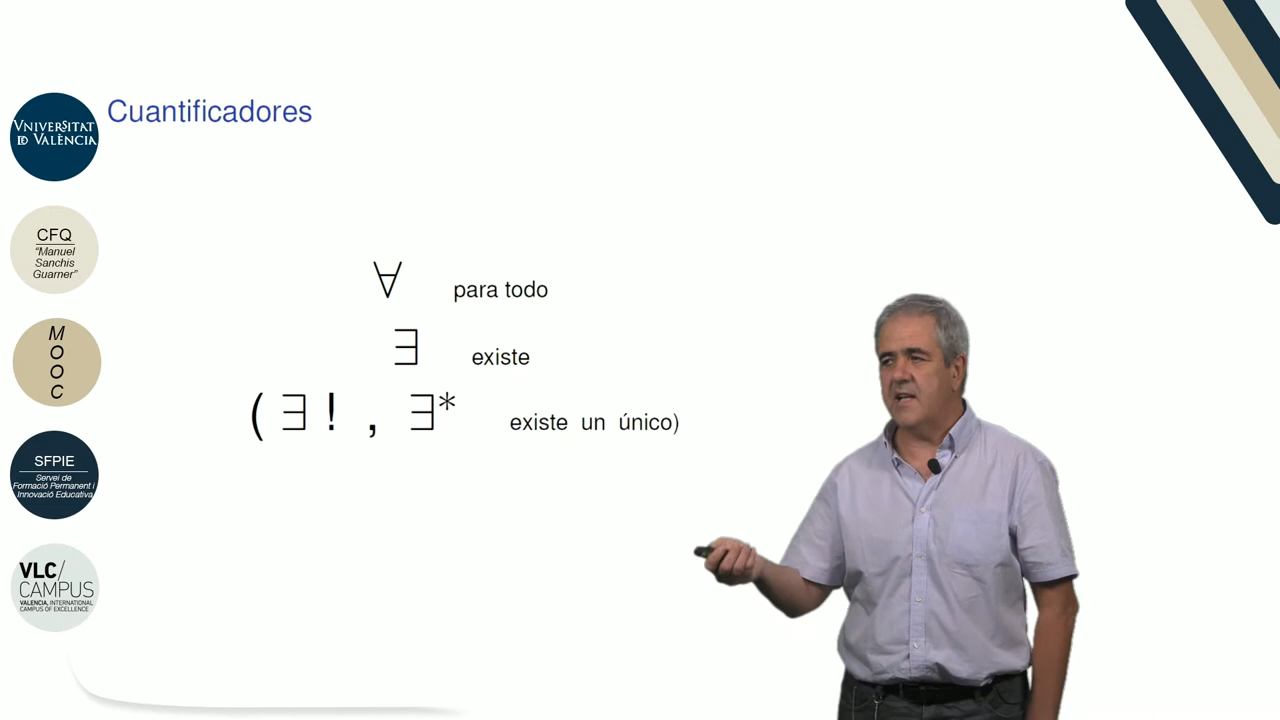 Cuantificadores
VNIVERSITAT
DE VALÈNCIA
CFQ
"Manuel
Sanchis
Guarner"
M
O
O
C
SFPIE
Servei de
Formació Permanent i
Innovació Educativa
VLC/
CAMPUS
VALENCIA, INTERNATIONAL
CAMPUS OF EXCELLENCE
∀ para todo
∃ existe
( ∃ ! , ∃* existe un único)